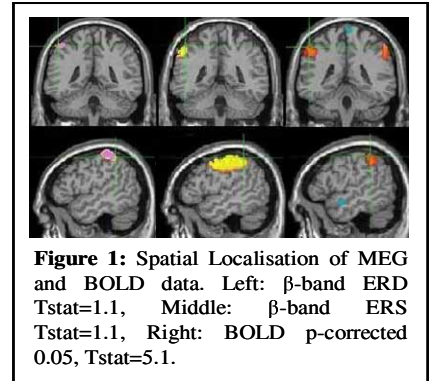 Figure 1: Spatial Localisation of MEG
and BOLD data. Left: β-band ERD
Tstat=1.1, Middle: β-band ERS
Tstat=1.1, Right: BOLD p-corrected
0.05, Tstat=5.1.